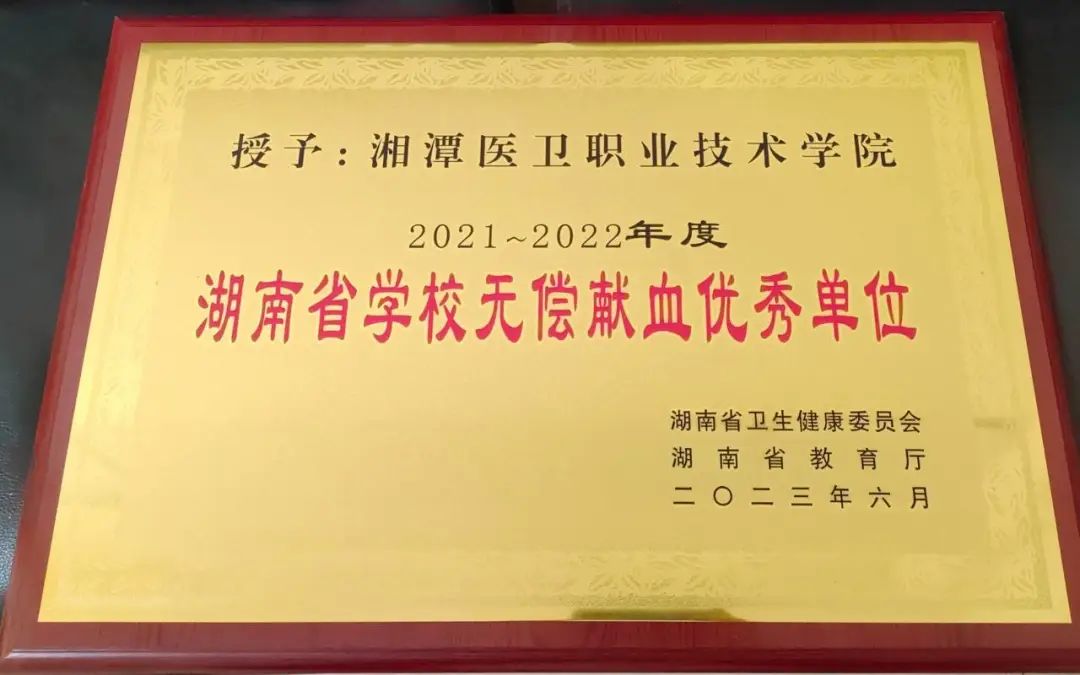 授予:湘潭医卫职业技术学院
2021~2022年度
湖南省学校无偿献血优秀单位
湖南省卫生健康委员会
湖南省教育厅
二〇二三年六月